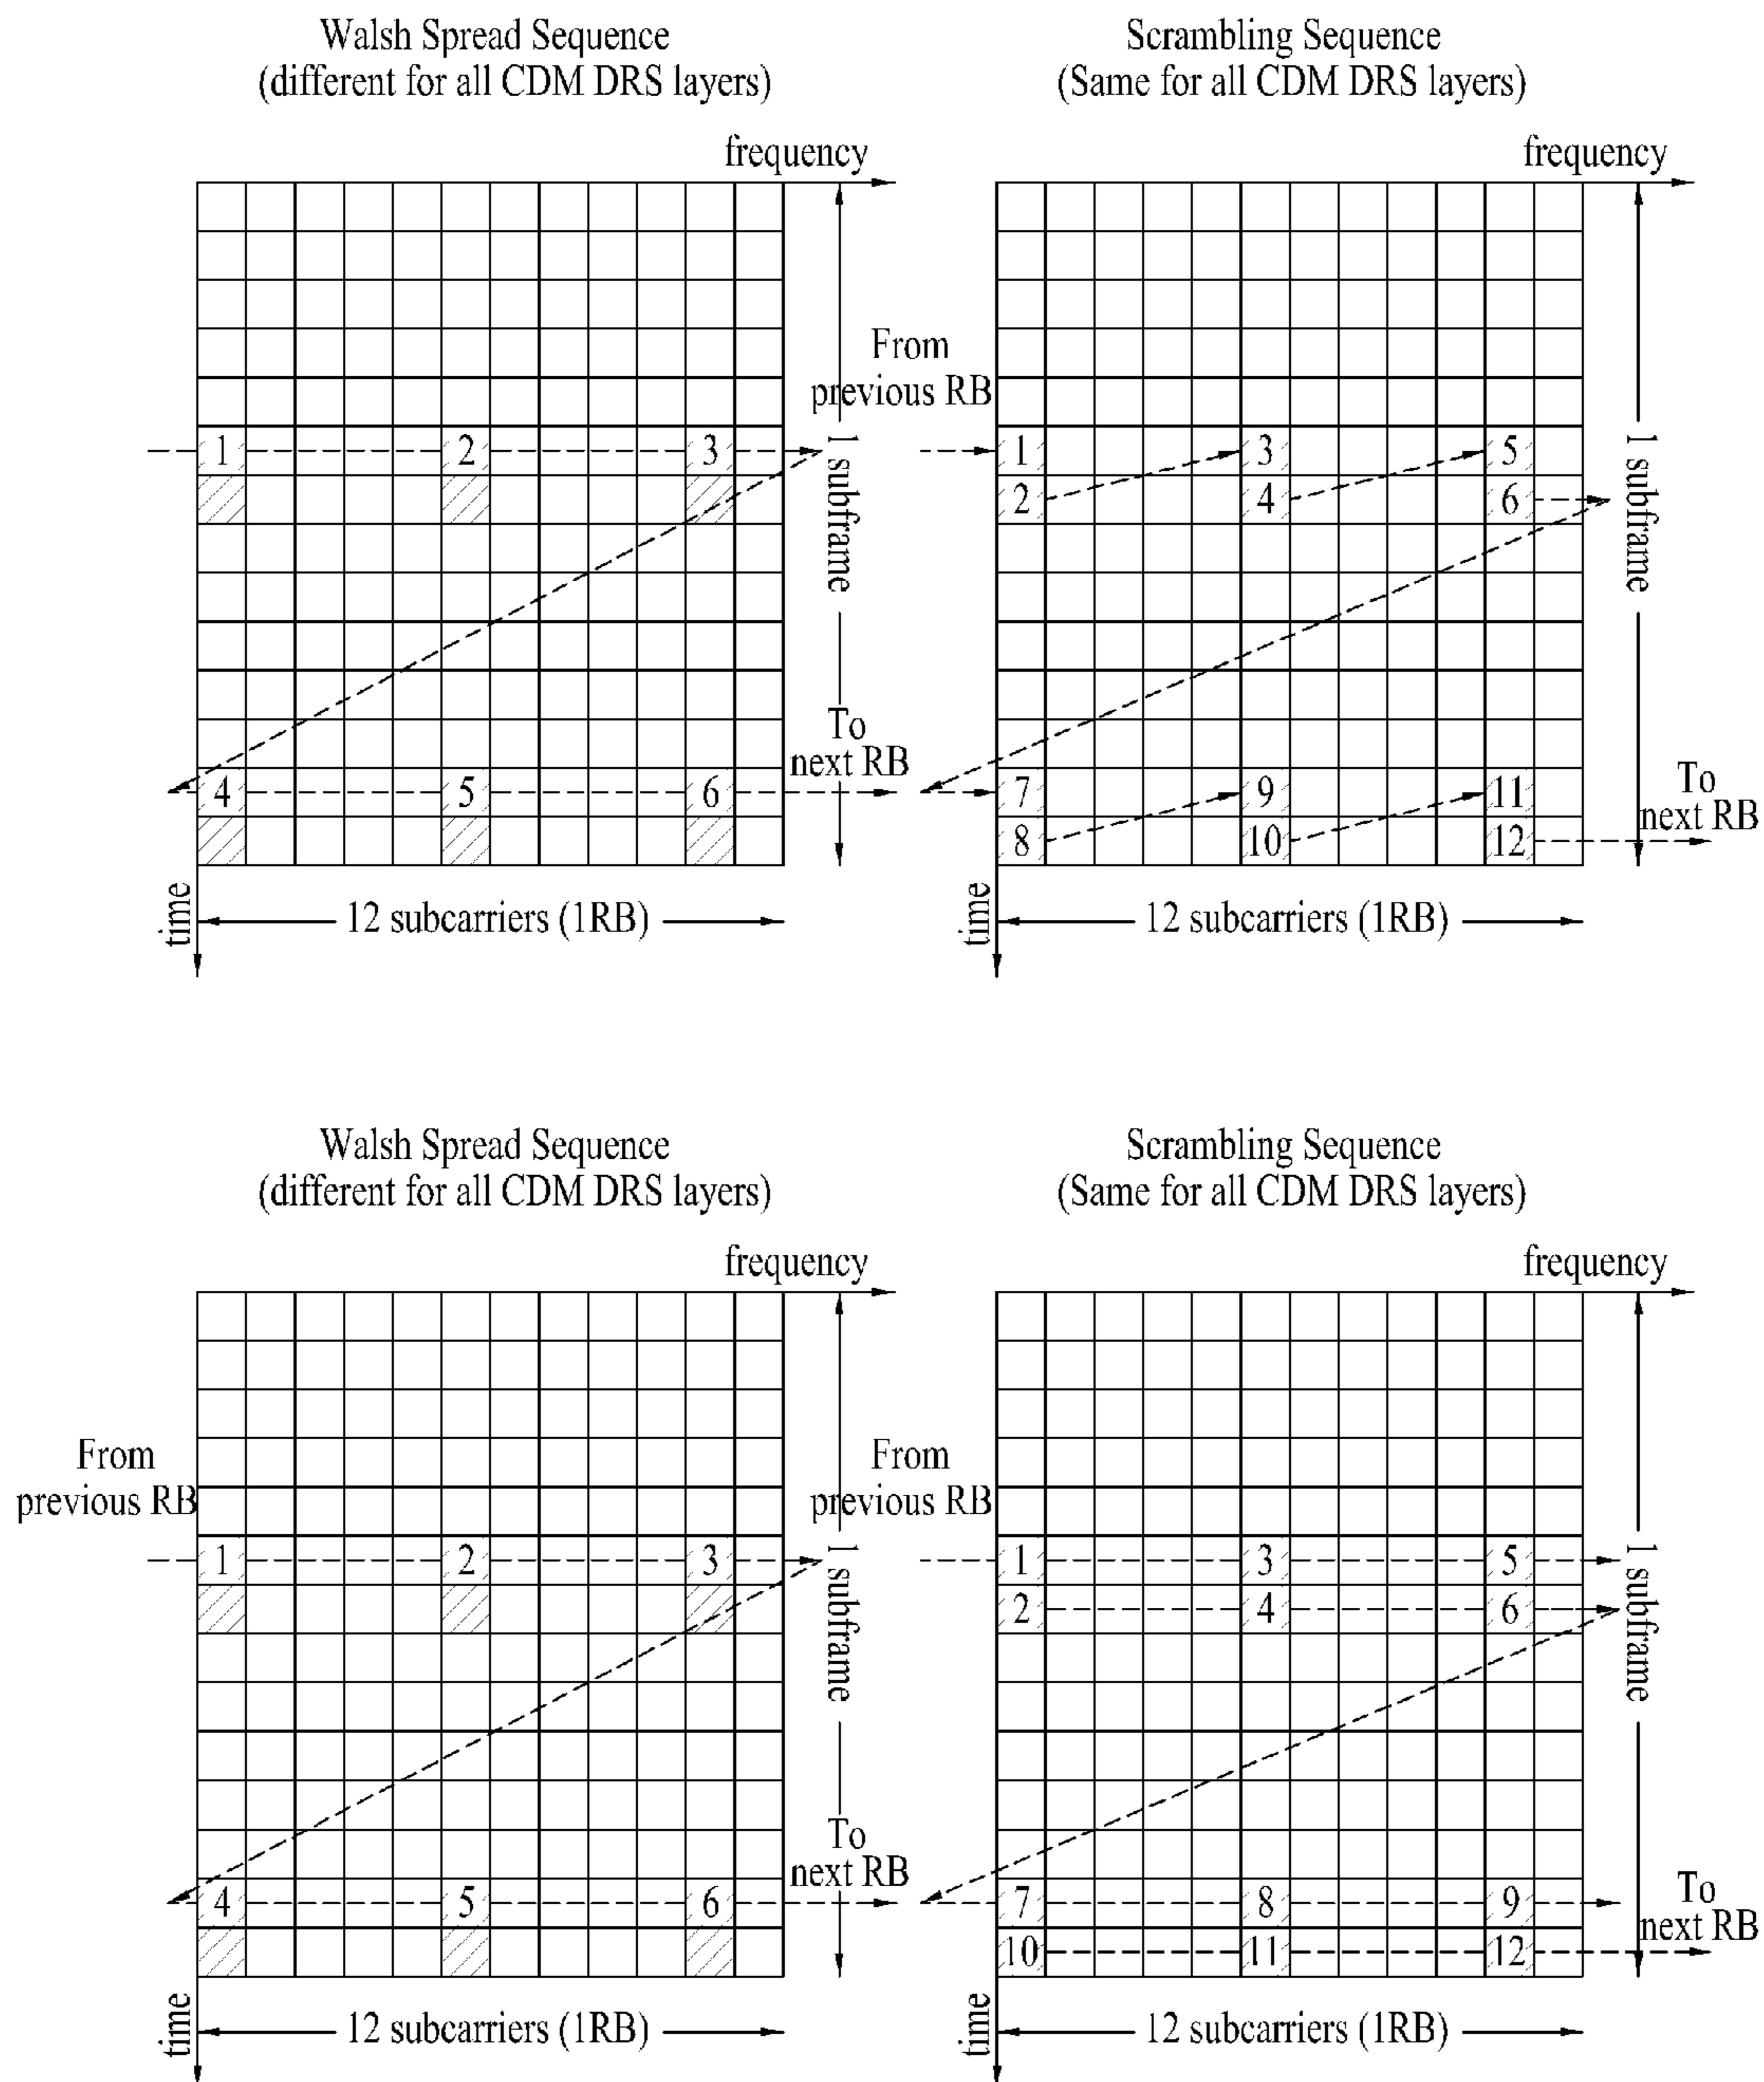 Walsh Spread Sequence
(different for all CDM DRS layers)
frequency
1 2 3
4 5 6
1 subframe
To
next RB
time
12 subcarriers (1RB)
Scrambling Sequence
(Same for all CDM DRS layers)
frequency
From
previous RB
1 3 5
2 4 6
7 9 11
8 10 12
1 subframe
To
next RB
time
12 subcarriers (1RB)
Walsh Spread Sequence
(different for all CDM DRS layers)
frequency
From
previous RB
1 2 3
4 5 6
1 subframe
To
next RB
time
12 subcarriers (1RB)
Scrambling Sequence
(Same for all CDM DRS layers)
frequency
From
previous RB
1 3 5
2 4 6
7 8 9
10 11 12
1 subframe
To
next RB
time
12 subcarriers (1RB)